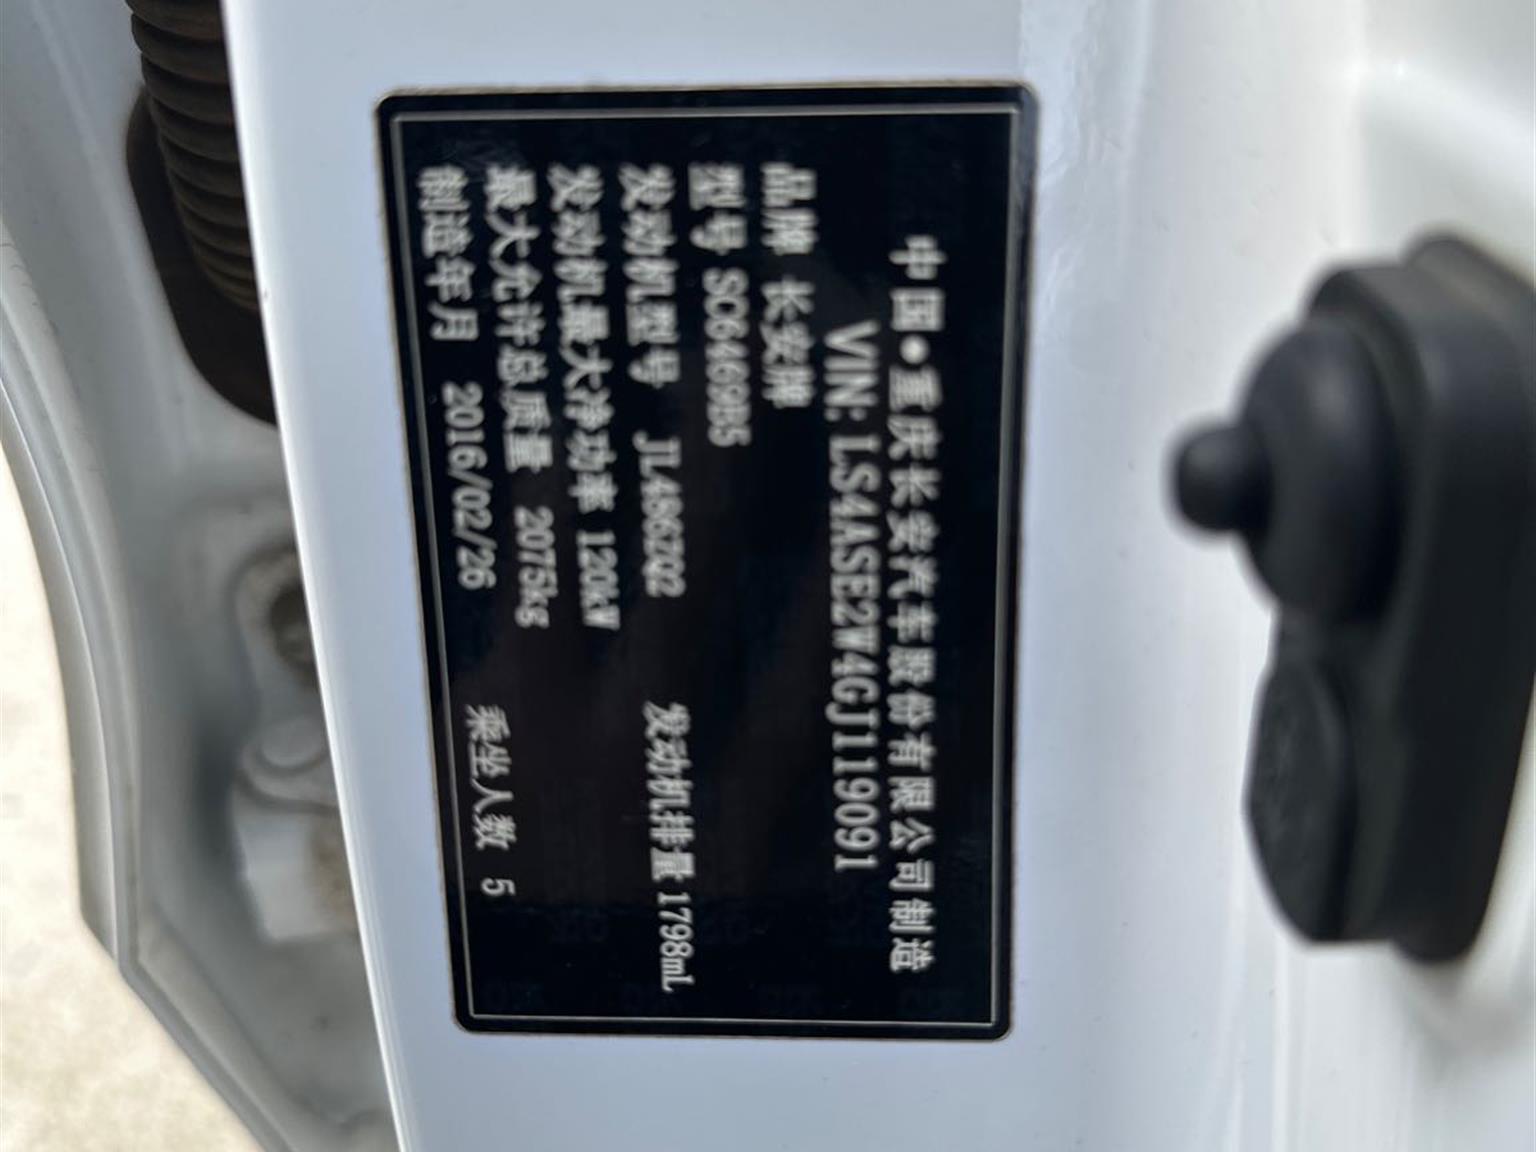 中国·重庆长安汽车股份有限公司制造
VIN: LS4ASE2W4GJ119091
品牌 长安牌
型号 SC6469B5
发动机型号 JL486ZQ2 发动机排量 1798mL
发动机最大净功率 120kW
最大允许总质量 2075kg
制造年月 2016/02/26 乘坐人数 5